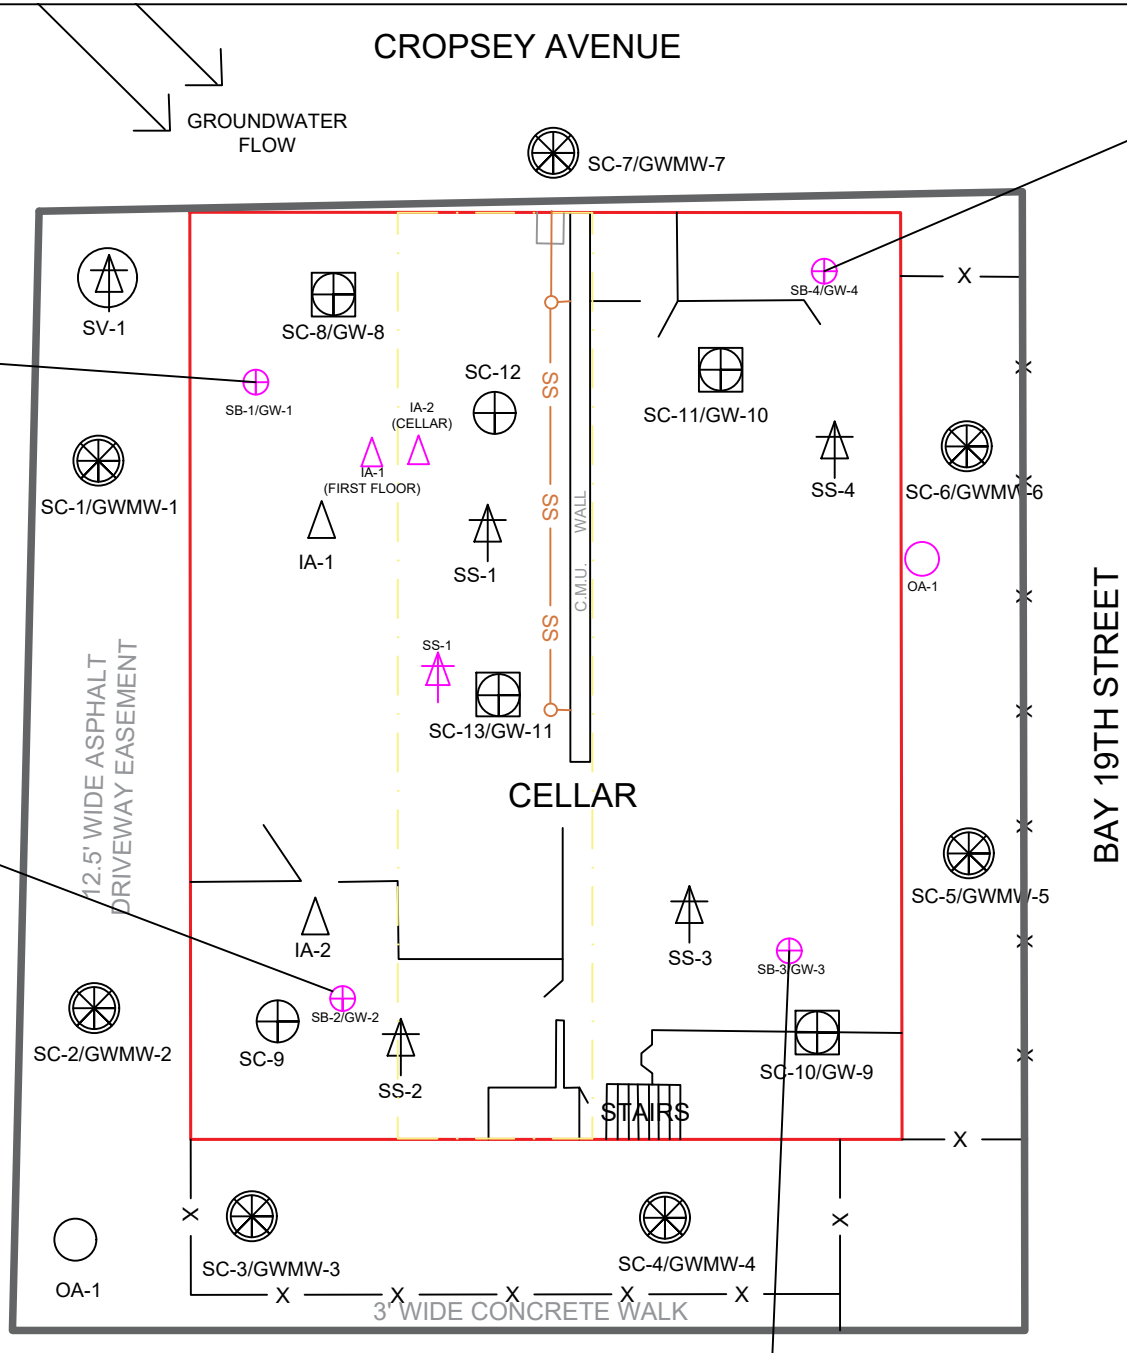 CROPSEY AVENUE
GROUNDWATER
FLOW
SC-7/GWMW-7
SV-1
SC-8/GW-8
SB-4/GW-4
X
SC-12
SS
SB-1/GW-1
IA-2
(CELLAR)
SC-11/GW-10
X
IA-1
(FIRST FLOOR)
SC-1/GWMW-1
SS-4
SC-6/GWMW-6
X
IA-1
SS-1
SS
C.M.U. WALL
OA-1
X
SS-1
SS
SC-13/GW-11
X
12.5' WIDE ASPHALT
DRIVEWAY EASEMENT
BAY 19TH STREET
CELLAR
X
SC-5/GWMW-5
IA-2
SS-3
SB-3/GW-3
X
SB-2/GW-2
SC-2/GWMW-2
SC-9
SS-2
SC-10/GW-9
X
STAIRS
X
X
X
SC-3/GWMW-3
SC-4/GWMW-4
OA-1
X X X X X
3' WIDE CONCRETE WALK